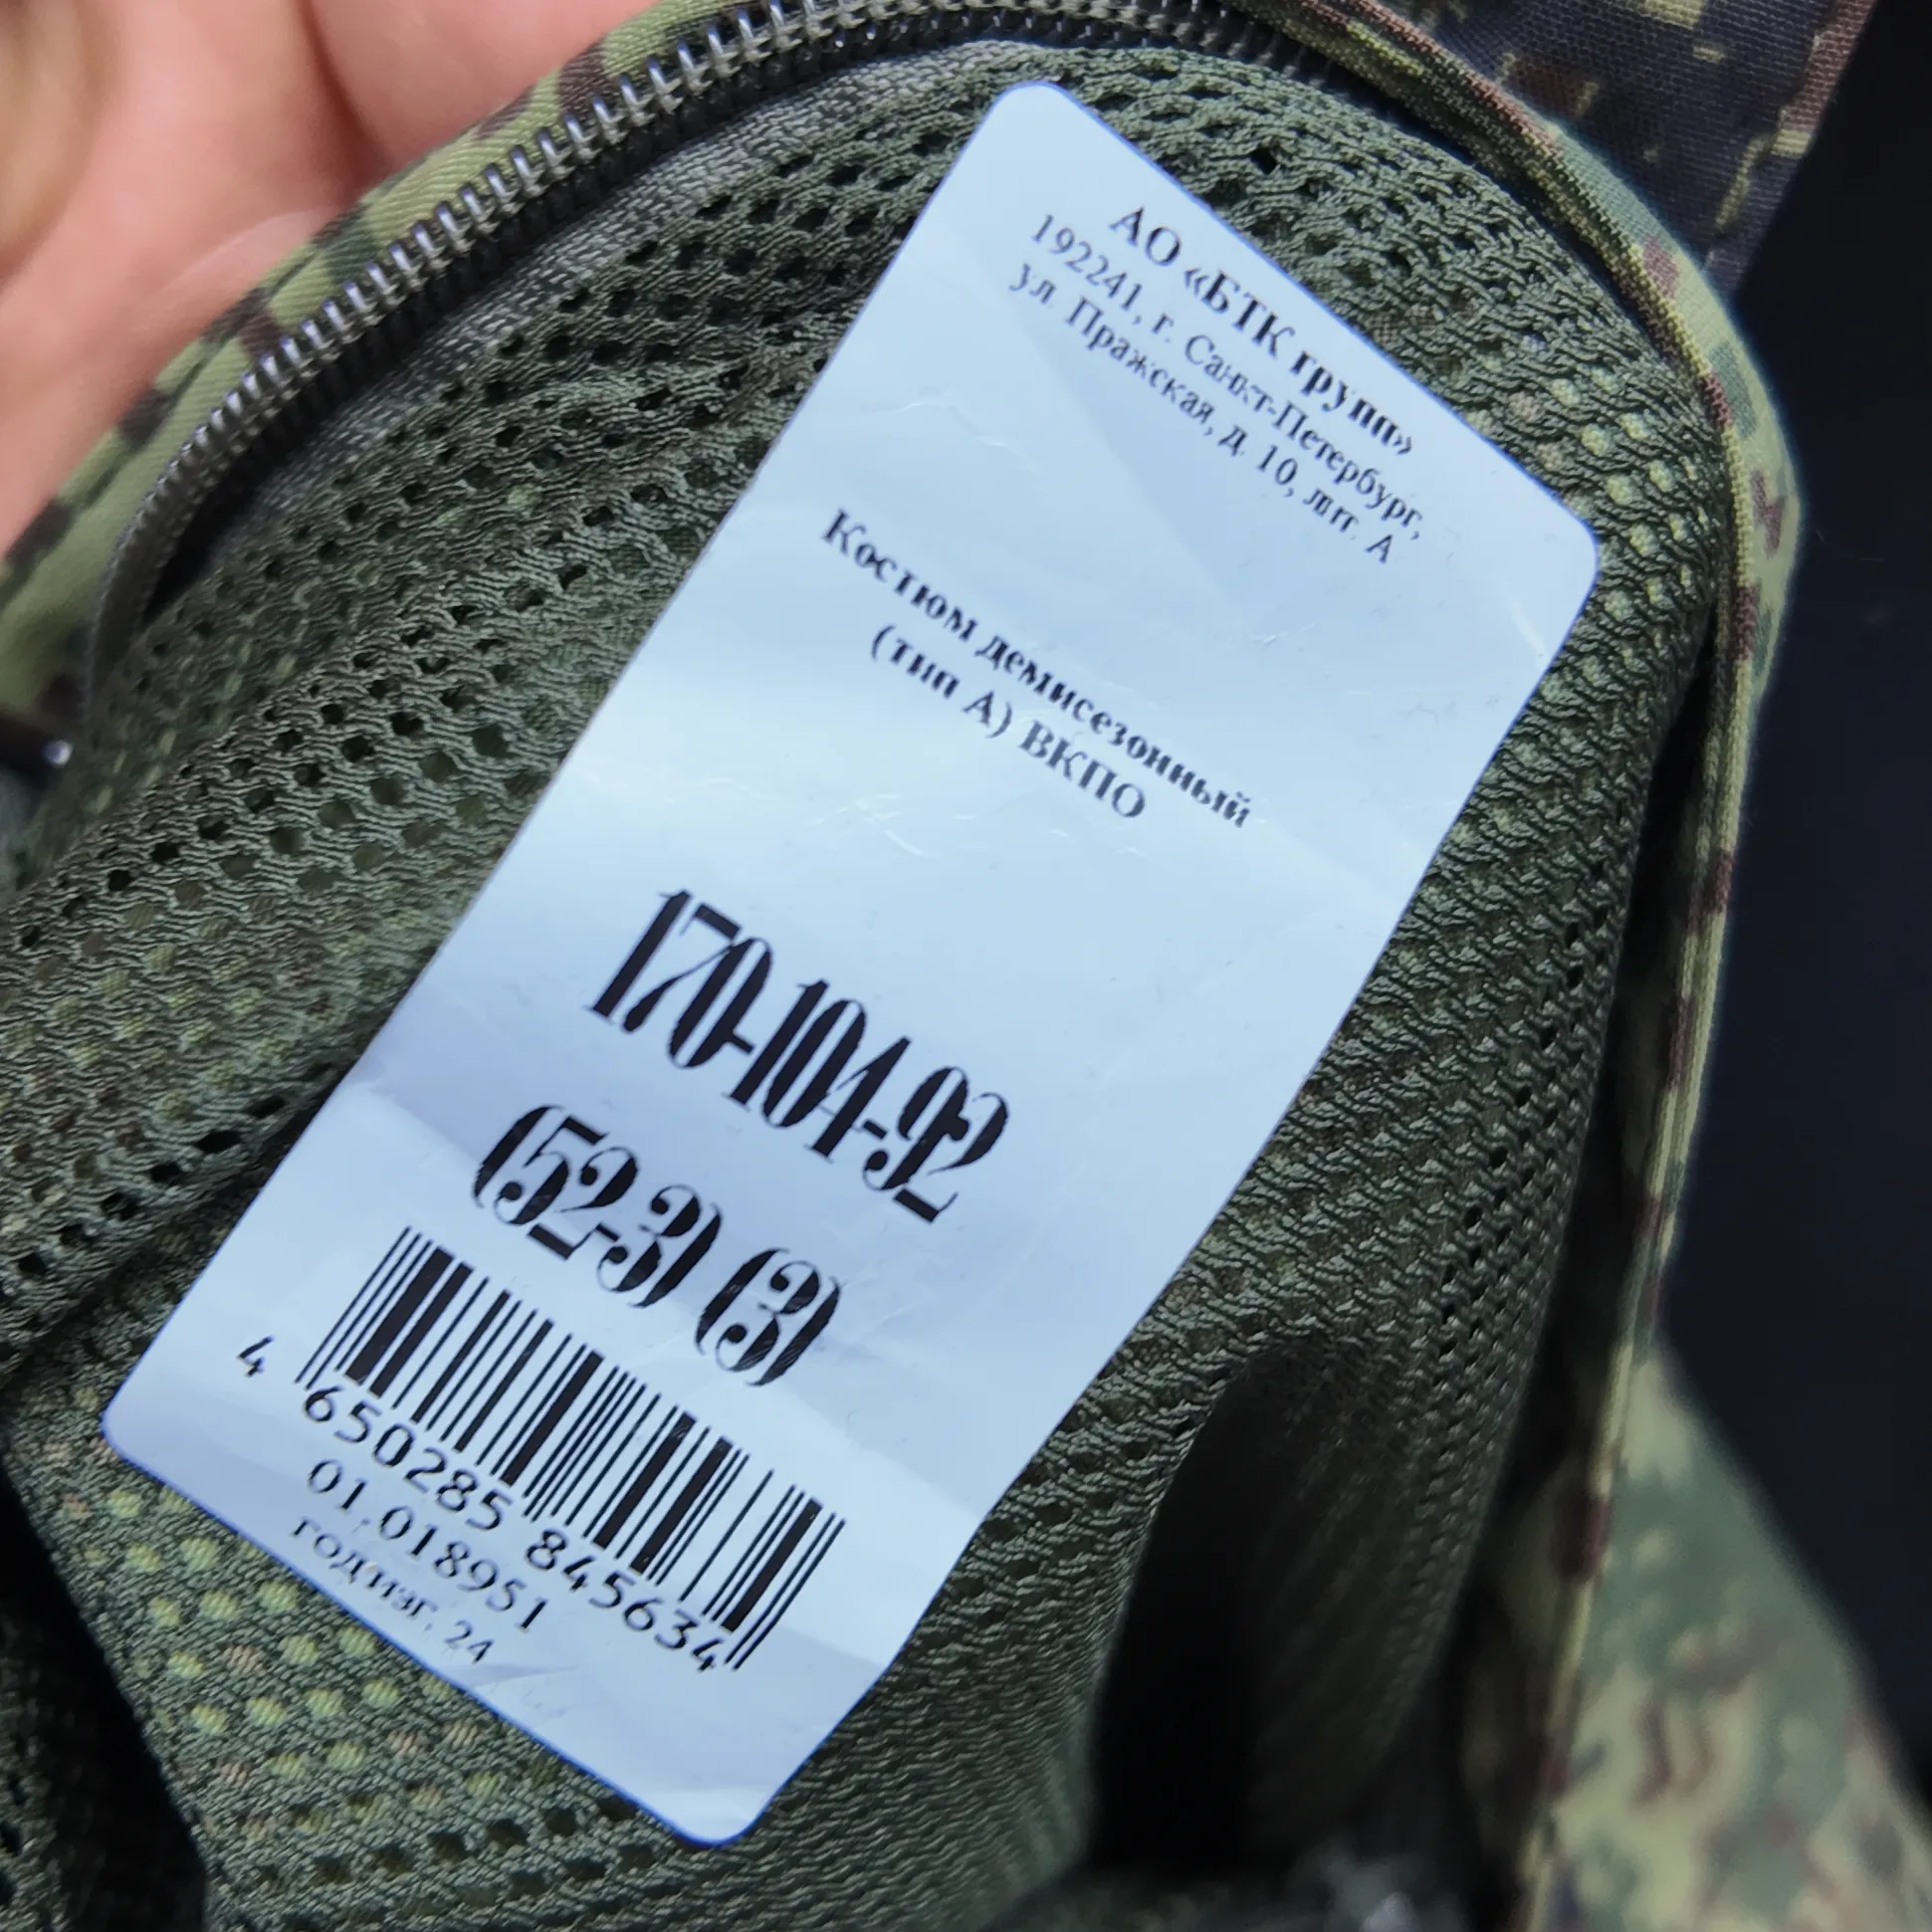 АО «БТК групп»
192241, г. Санкт-Петербург,
ул. Пражская, д. 10, лит. А
Костюм демисезонный
(тип А) ВКПО
170-104-92
(52-3) (3)
4 650285 845634
01.018951
год изг. 24